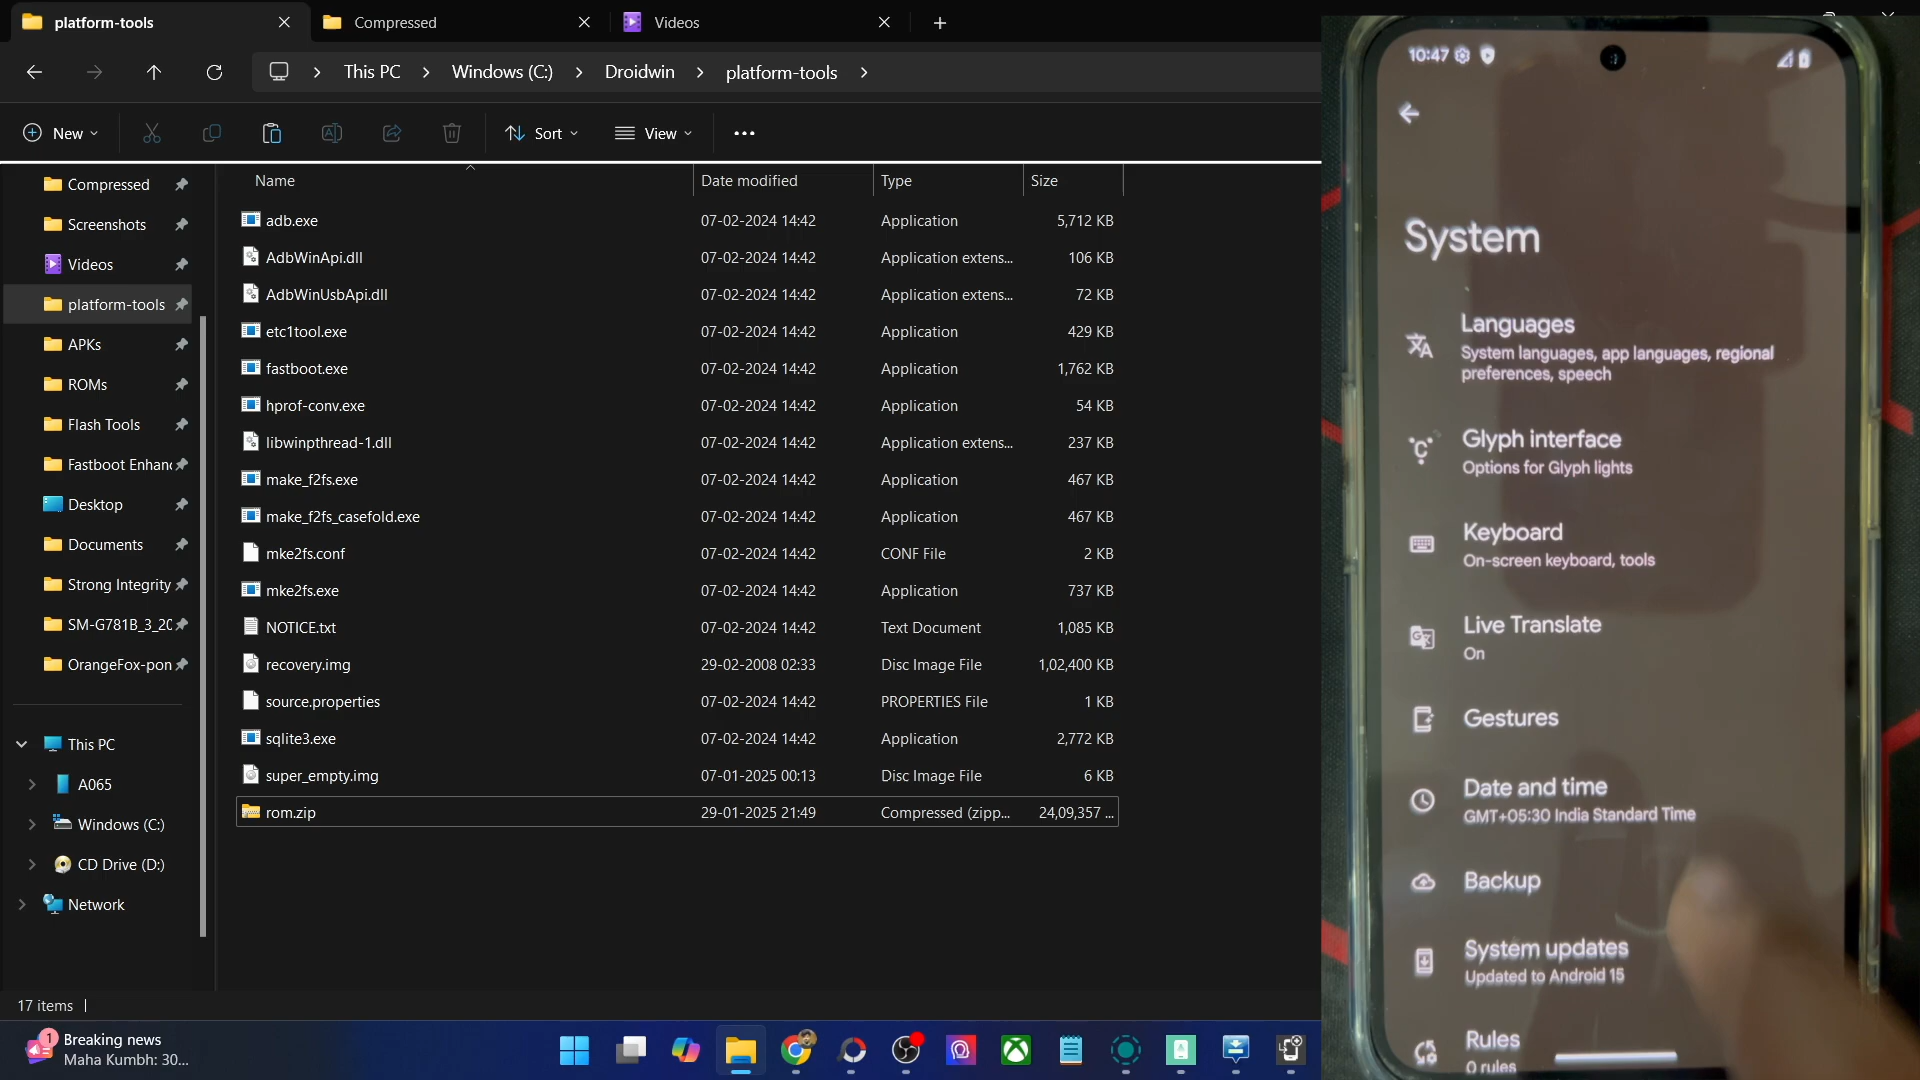 platform-tools
Compressed
Videos
This PC
Windows (C:)
Droidwin
platform-tools
New
Sort
View
Compressed
Screenshots
Videos
platform-tools
APKs
ROMs
Flash Tools
Fastboot Enhanc
Desktop
Documents
Strong Integrity
SM-G781B_3_20
OrangeFox-pon
This PC
A065
Windows (C:)
CD Drive (D:)
Network
Name Date modified Type Size
adb.exe 07-02-2024 14:42 Application 5,712 KB
AdbWinApi.dll 07-02-2024 14:42 Application extens... 106 KB
AdbWinUsbApi.dll 07-02-2024 14:42 Application extens... 72 KB
etc1tool.exe 07-02-2024 14:42 Application 429 KB
fastboot.exe 07-02-2024 14:42 Application 1,762 KB
hprof-conv.exe 07-02-2024 14:42 Application 54 KB
libwinpthread-1.dll 07-02-2024 14:42 Application extens... 237 KB
make_f2fs.exe 07-02-2024 14:42 Application 467 KB
make_f2fs_casefold.exe 07-02-2024 14:42 Application 467 KB
mke2fs.conf 07-02-2024 14:42 CONF File 2 KB
mke2fs.exe 07-02-2024 14:42 Application 737 KB
NOTICE.txt 07-02-2024 14:42 Text Document 1,085 KB
recovery.img 29-02-2008 02:33 Disc Image File 1,02,400 KB
source.properties 07-02-2024 14:42 PROPERTIES File 1 KB
sqlite3.exe 07-02-2024 14:42 Application 2,772 KB
super_empty.img 07-01-2025 00:13 Disc Image File 6 KB
rom.zip 29-01-2025 21:49 Compressed (zipp... 24,09,357 ...
17 items
1
Breaking news
Maha Kumbh: 30...
10:47
System
Languages
System languages, app languages, regional
preferences, speech
Glyph interface
Options for Glyph lights
Keyboard
On-screen keyboard, tools
Live Translate
On
Gestures
Date and time
GMT+05:30 India Standard Time
Backup
System updates
Updated to Android 15
Rules
0 rules